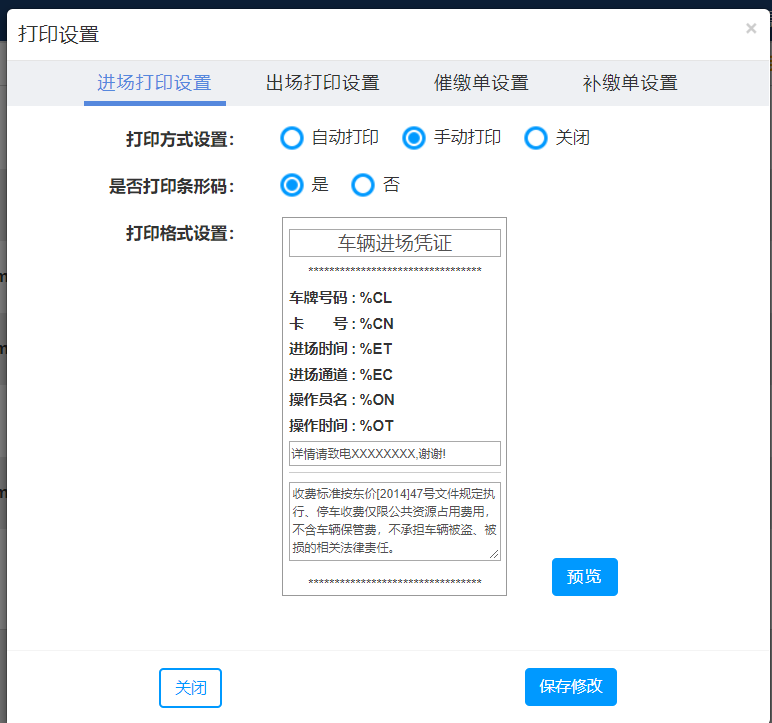 打印设置
×
进场打印设置 出场打印设置 催缴单设置 补缴单设置
打印方式设置： 自动打印 手动打印 关闭
是否打印条形码： 是 否
打印格式设置：
车辆进场凭证
*********************************
车牌号码 : %CL
卡 号 : %CN
进场时间 : %ET
进场通道 : %EC
操作员名 : %ON
操作时间 : %OT
详情请致电XXXXXXXX,谢谢!
收费标准按东价[2014]47号文件规定执
行、停车收费仅限公共资源占用费用，
不含车辆保管费，不承担车辆被盗、被
损的相关法律责任。
*********************************
预览
关闭 保存修改